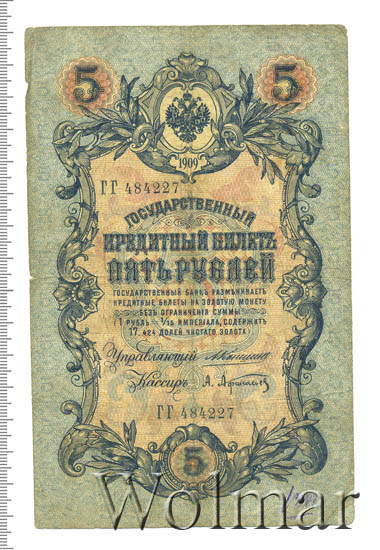 5 5
1909
ГГ 484227
ГОСУДАРСТВЕННЫЙ
КРЕДИТНЫЙ БИЛЕТЪ
ПЯТЬ РУБЛЕЙ
ГОСУДАРСТВЕННЫЙ БАНКЪ РАЗМѢНИВАЕТЪ
КРЕДИТНЫЕ БИЛЕТЫ НА ЗОЛОТУЮ МОНЕТУ
БЕЗЪ ОГРАНИЧЕНІЯ СУММЫ
(1 РУБЛЬ = 1/15 ИМПЕРІАЛА, СОДЕРЖИТЪ
17,424 ДОЛЕЙ ЧИСТАГО ЗОЛОТА)
Управляющій
Кассиръ
ГГ 484227
5
Wolmar